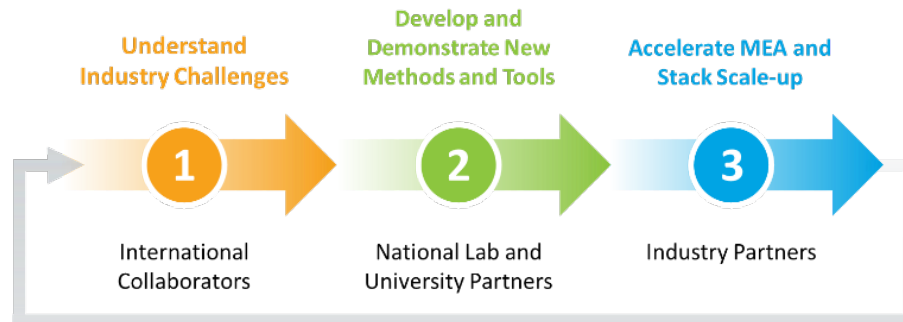 Understand
Industry Challenges
1
International
Collaborators
Develop and
Demonstrate New
Methods and Tools
2
National Lab and
University Partners
Accelerate MEA and
Stack Scale-up
3
Industry Partners